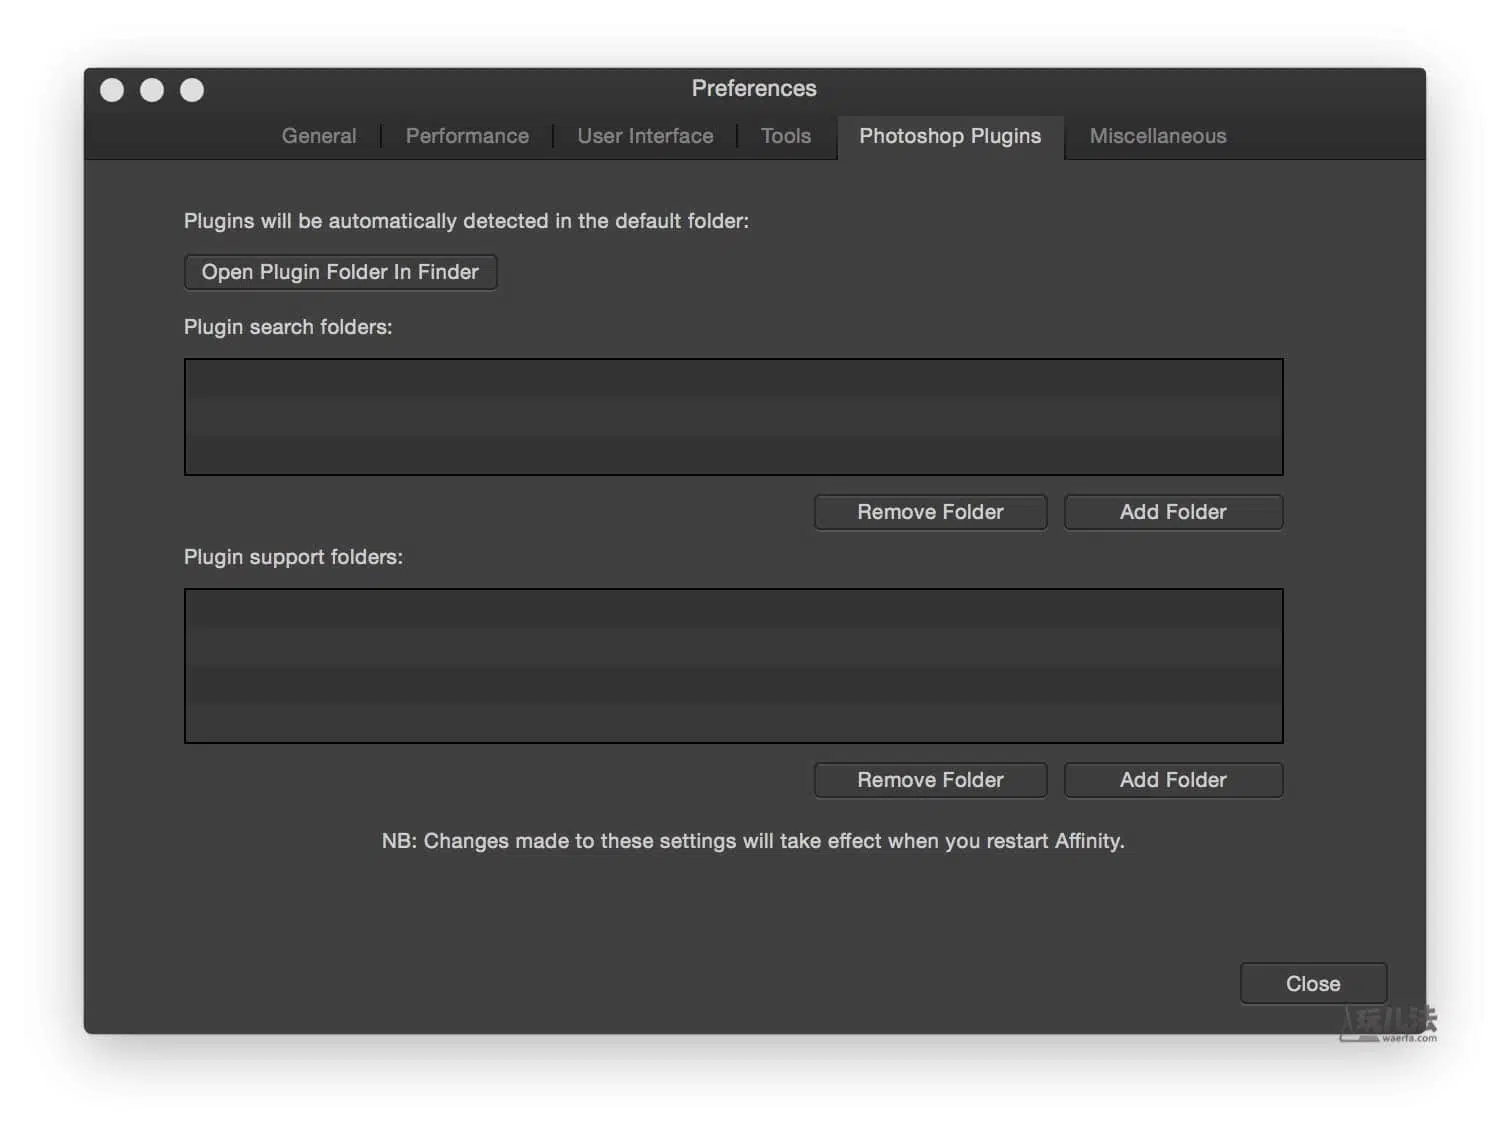 Preferences
General
Performance
User Interface
Tools
Photoshop Plugins
Miscellaneous
Plugins will be automatically detected in the default folder:
Open Plugin Folder In Finder
Plugin search folders:
Remove Folder
Add Folder
Plugin support folders:
Remove Folder
Add Folder
NB: Changes made to these settings will take effect when you restart Affinity.
Close
玩儿法
waerfa.com